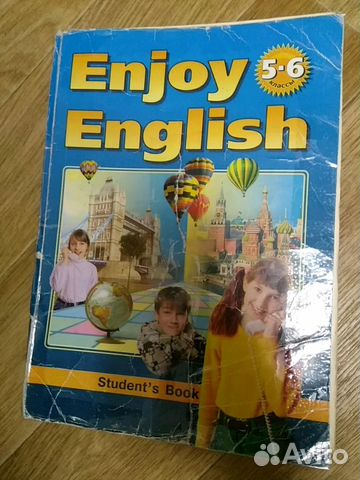 Enjoy
English
5-6
классы
Student's Book
Avito